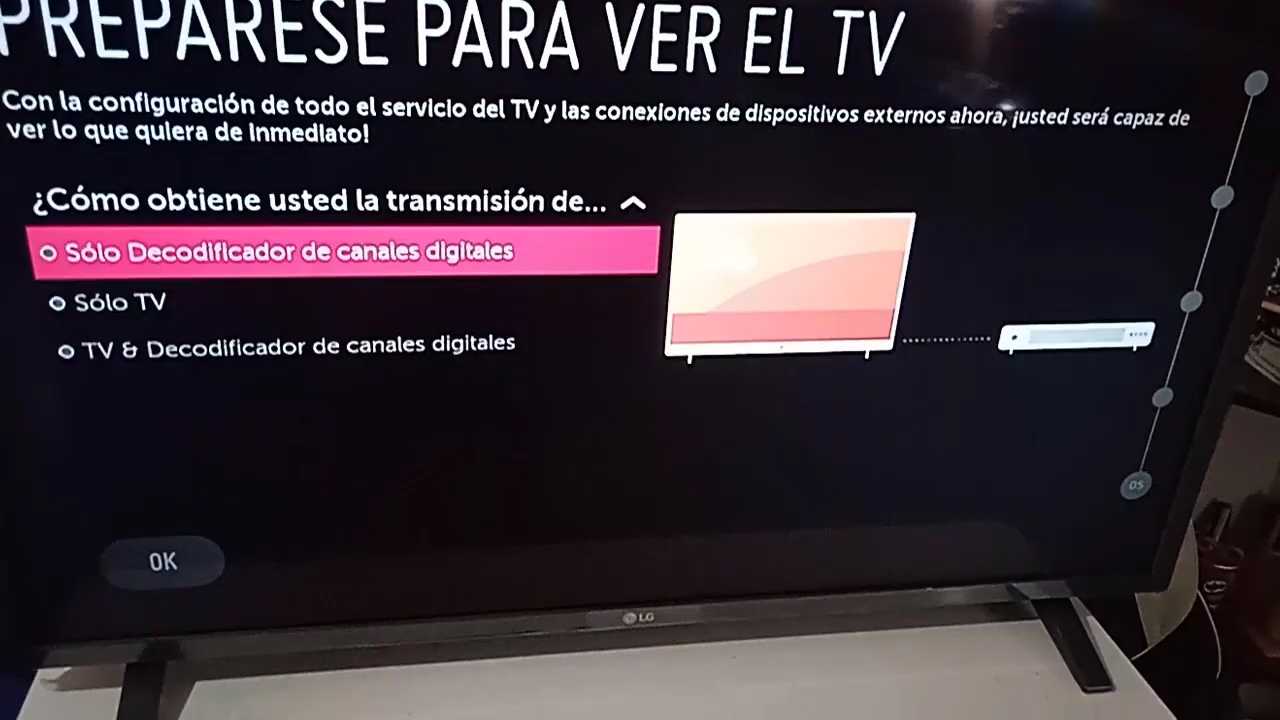 PREPARESE PARA VER EL TV
Con la configuración de todo el servicio del TV y las conexiones de dispositivos externos ahora, ¡usted será capaz de
ver lo que quiera de inmediato!
¿Cómo obtiene usted la transmisión de...
Sólo Decodificador de canales digitales
Sólo TV
TV & Decodificador de canales digitales
05
OK
LG